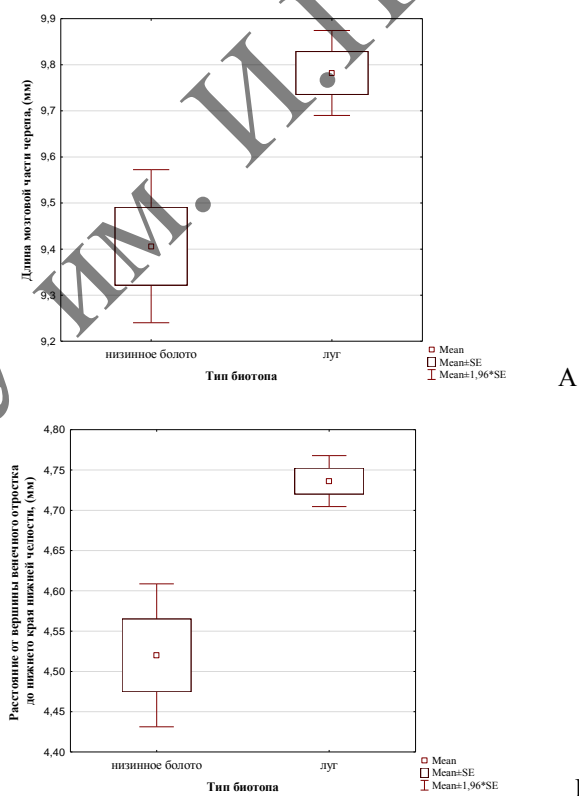 им. И.
9,9
9,8
9,7
9,6
9,5
9,4
9,3
9,2
Длина мозговой части черепа, (мм)
низинное болото луг
Тип биотопа
Mean
Mean±SE
Mean±1,96*SE
А
4,80
4,75
4,70
4,65
4,60
4,55
4,50
4,45
4,40
Расстояние от вершины венечного отростка
до нижнего края нижней челюсти, (мм)
низинное болото луг
Тип биотопа
Mean
Mean±SE
Mean±1,96*SE